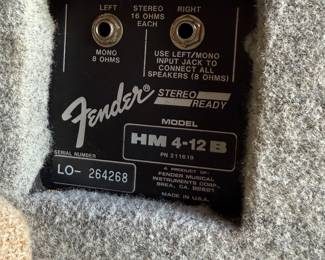 LEFT STEREO RIGHT
16 OHMS
EACH
MONO
8 OHMS
USE LEFT/MONO
INPUT JACK TO
CONNECT ALL
SPEAKERS (8 OHMS)
Fender STEREO
READY
MODEL
HM 4-12 B
SERIAL NUMBER
PN 211619
LO- 264268
A PRODUCT OF:
FENDER MUSICAL
INSTRUMENTS CORP.
BREA, CA. 92621
MADE IN U.S.A.